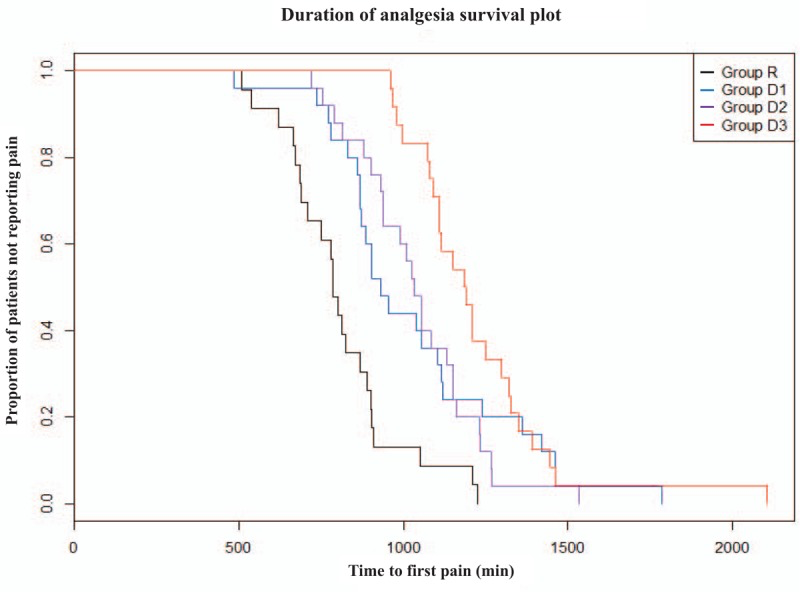 Duration of analgesia survival plot
Group R
Group D1
Group D2
Group D3
Proportion of patients not reporting pain
1.0
0.8
0.6
0.4
0.2
0.0
0 500 1000 1500 2000
Time to first pain (min)